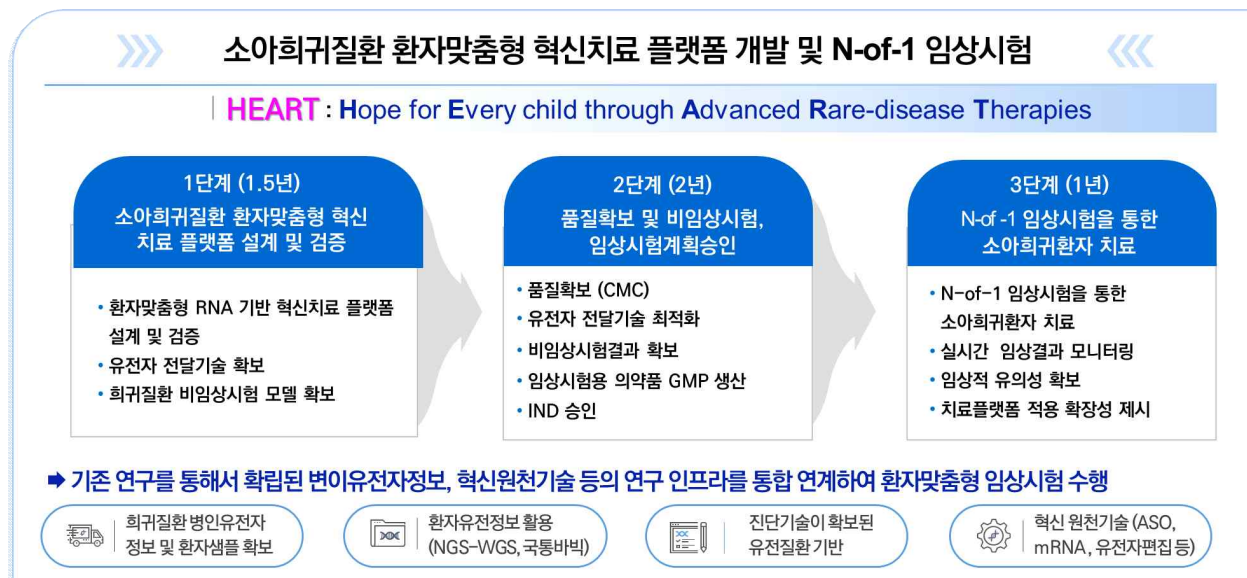 소아희귀질환 환자맞춤형 혁신치료 플랫폼 개발 및 N-of-1 임상시험
HEART : Hope for Every child through Advanced Rare-disease Therapies
1단계 (1.5년)
소아희귀질환 환자맞춤형 혁신
치료 플랫폼 설계 및 검증
• 환자맞춤형 RNA 기반 혁신치료 플랫폼
설계 및 검증
• 유전자 전달기술 확보
• 희귀질환 비임상시험 모델 확보
2단계 (2년)
품질확보 및 비임상시험,
임상시험계획승인
• 품질확보 (CMC)
• 유전자 전달기술 최적화
• 비임상시험결과 확보
• 임상시험용 의약품 GMP 생산
• IND 승인
3단계 (1년)
N-of-1 임상시험을 통한
소아희귀환자 치료
• N-of-1 임상시험을 통한
소아희귀환자 치료
• 실시간 임상결과 모니터링
• 임상적 유의성 확보
• 치료플랫폼 적용 확장성 제시
➡ 기존 연구를 통해서 확립된 변이유전자정보, 혁신원천기술 등의 연구 인프라를 통합 연계하여 환자맞춤형 임상시험 수행
희귀질환 병인유전자
정보 및 환자샘플 확보
환자유전정보 활용
(NGS-WGS, 국통바빅)
진단기술이 확보된
유전질환 기반
혁신 원천기술 (ASO,
mRNA, 유전자편집 등)